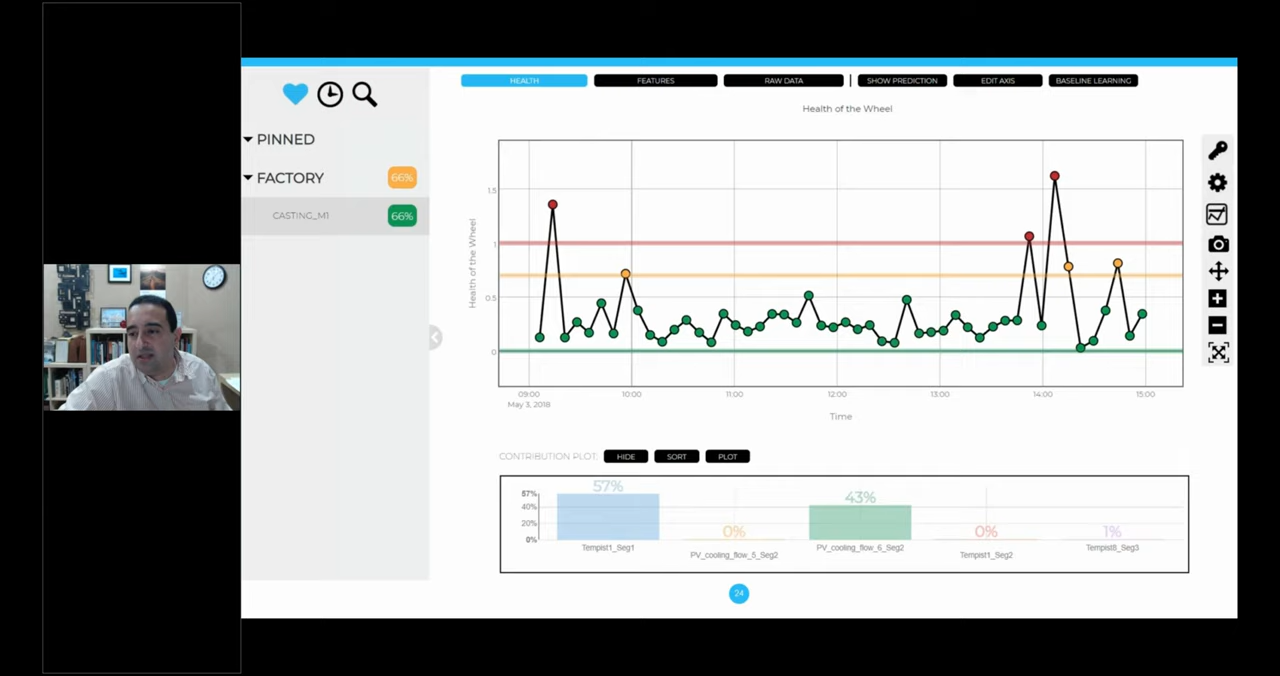 HEALTH FEATURES RAW DATA SHOW PREDICTION EDIT AXIS BASELINE LEARNING
PINNED
FACTORY 66%
CASTING_M1 66%
Health of the Wheel
Health of the Wheel
1.5
1
0.5
0
09:00 10:00 11:00 12:00 13:00 14:00 15:00
May 3, 2018
Time
CONTRIBUTION PLOT: HIDE SORT PLOT
57%
40%
20%
0%
57% 0% 43% 0% 1%
Tempist1_Seg1 PV_cooling_flow_5_Seg2 PV_cooling_flow_6_Seg2 Tempist1_Seg2 Tempist8_Seg3
24